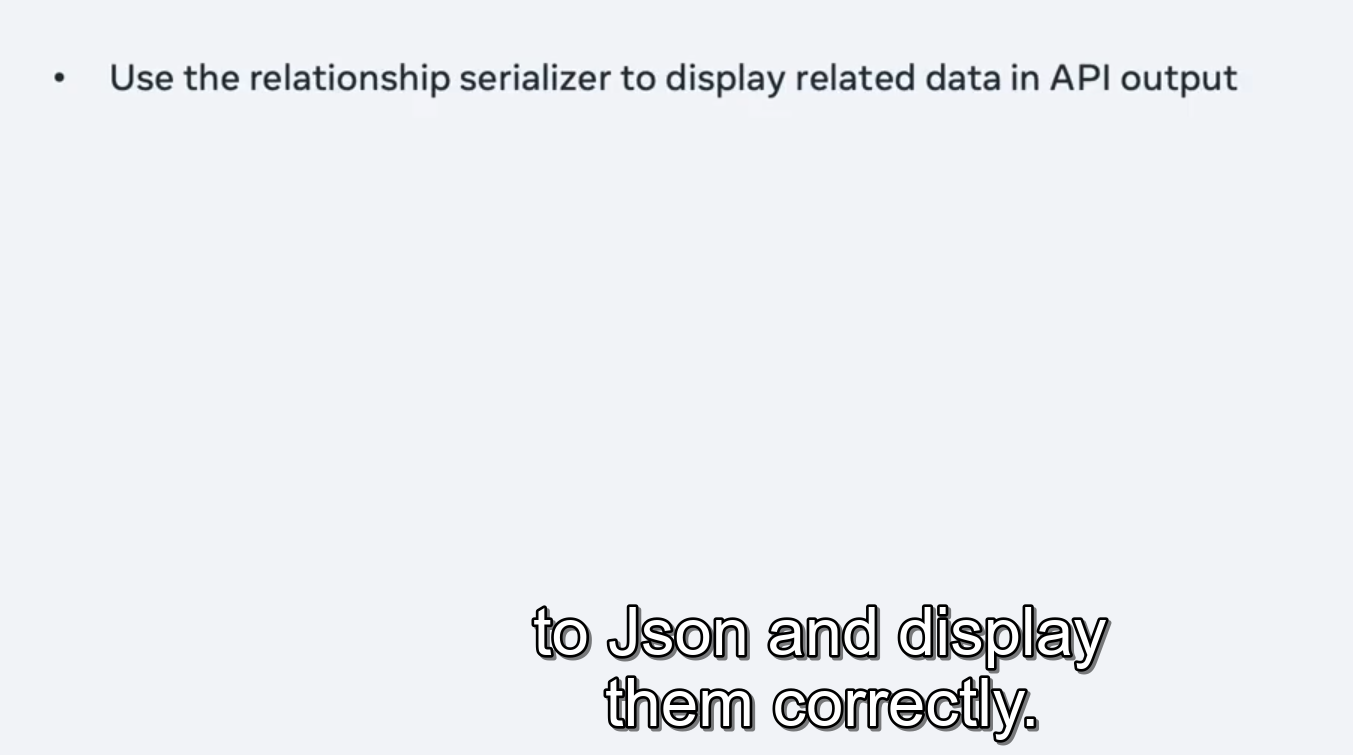 • Use the relationship serializer to display related data in API output
to Json and display
them correctly.